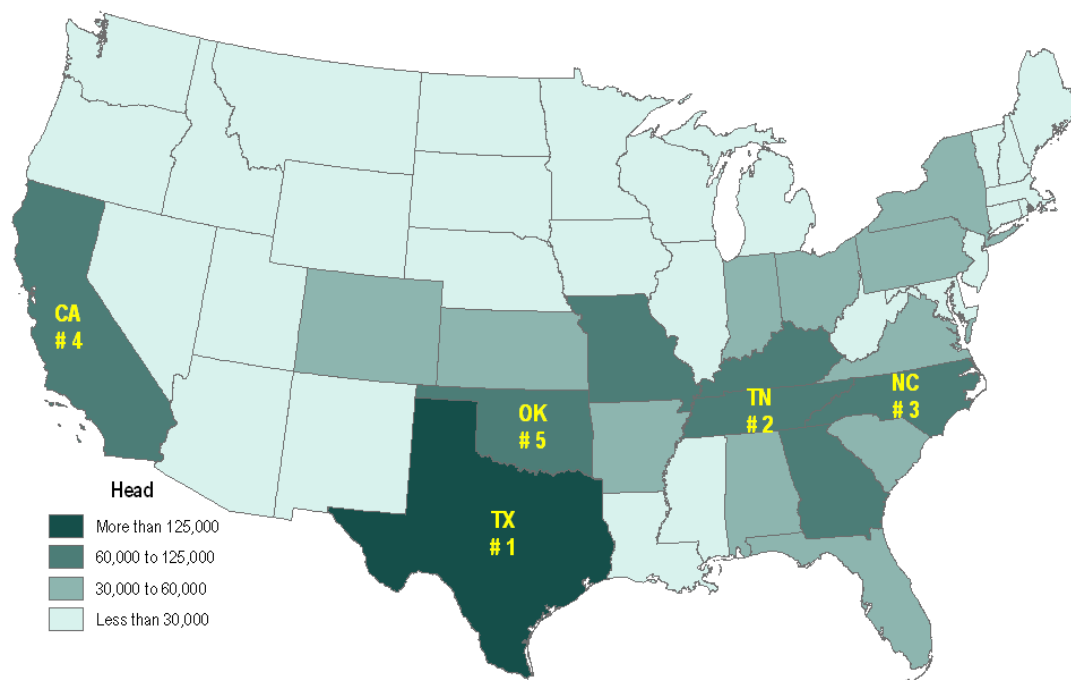 CA
# 4
OK
# 5
TN
# 2
NC
# 3
TX
# 1
Head
More than 125,000
60,000 to 125,000
30,000 to 60,000
Less than 30,000